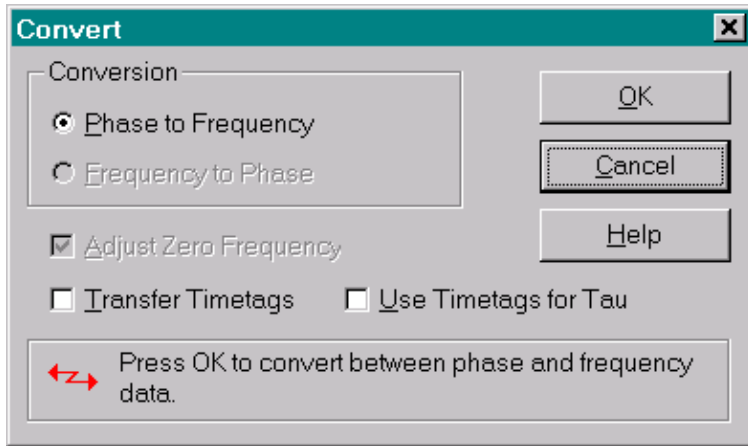 Convert
Conversion
Phase to Frequency
Frequency to Phase
OK
Cancel
Help
Adjust Zero Frequency
Transfer Timetags
Use Timetags for Tau
Press OK to convert between phase and frequency
data.